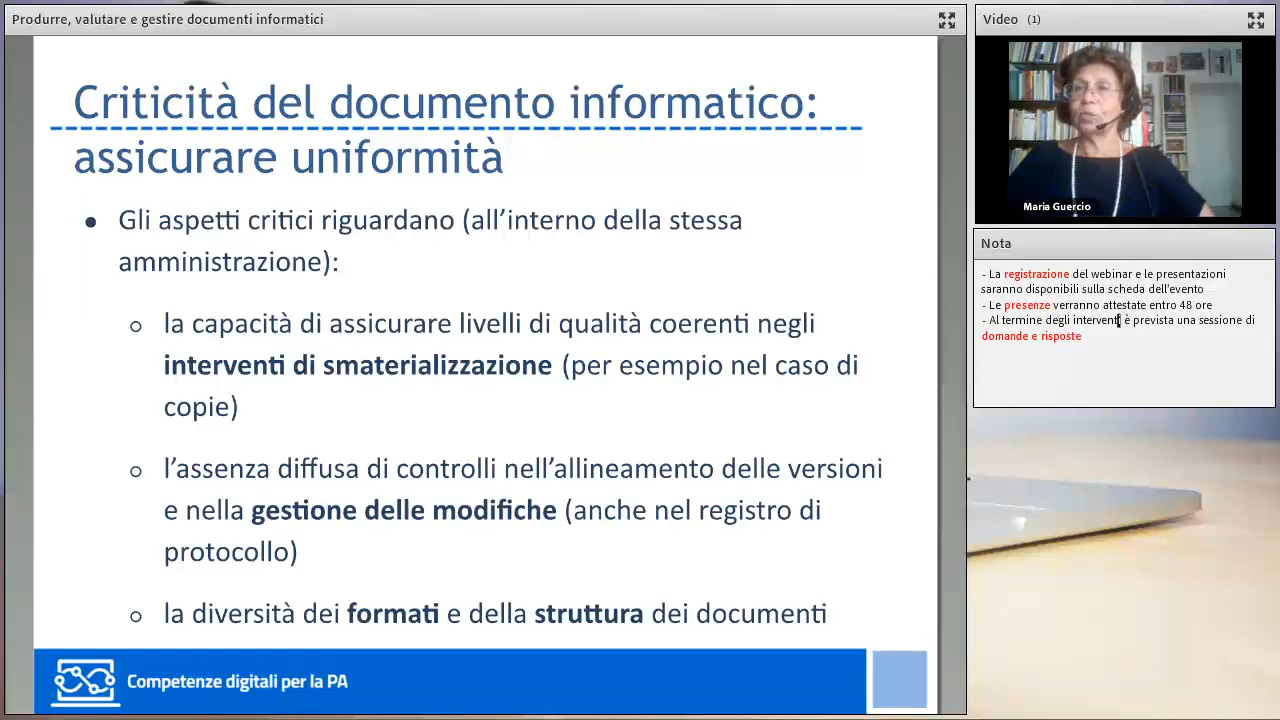 Produrre, valutare e gestire documenti informatici
Criticità del documento informatico:
assicurare uniformità
● Gli aspetti critici riguardano (all’interno della stessa
amministrazione):
○ la capacità di assicurare livelli di qualità coerenti negli
interventi di smaterializzazione (per esempio nel caso di
copie)
○ l’assenza diffusa di controlli nell’allineamento delle versioni
e nella gestione delle modifiche (anche nel registro di
protocollo)
○ la diversità dei formati e della struttura dei documenti
Competenze digitali per la PA
Video (1)
Maria Guercio
Nota
- La registrazione del webinar e le presentazioni
saranno disponibili sulla scheda dell'evento
- Le presenze verranno attestate entro 48 ore
- Al termine degli interventi è prevista una sessione di
domande e risposte